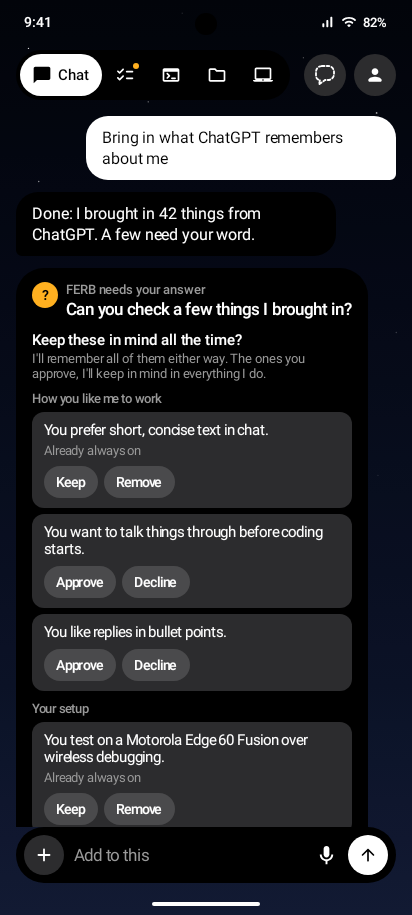 9:41
82%
Chat
Bring in what ChatGPT remembers
about me
Done: I brought in 42 things from
ChatGPT. A few need your word.
?
FERB needs your answer
Can you check a few things I brought in?
Keep these in mind all the time?
I'll remember all of them either way. The ones you
approve, I'll keep in mind in everything I do.
How you like me to work
You prefer short, concise text in chat.
Already always on
Keep
Remove
You want to talk things through before coding
starts.
Approve
Decline
You like replies in bullet points.
Approve
Decline
Your setup
You test on a Motorola Edge 60 Fusion over
wireless debugging.
Already always on
Keep
Remove
Add to this